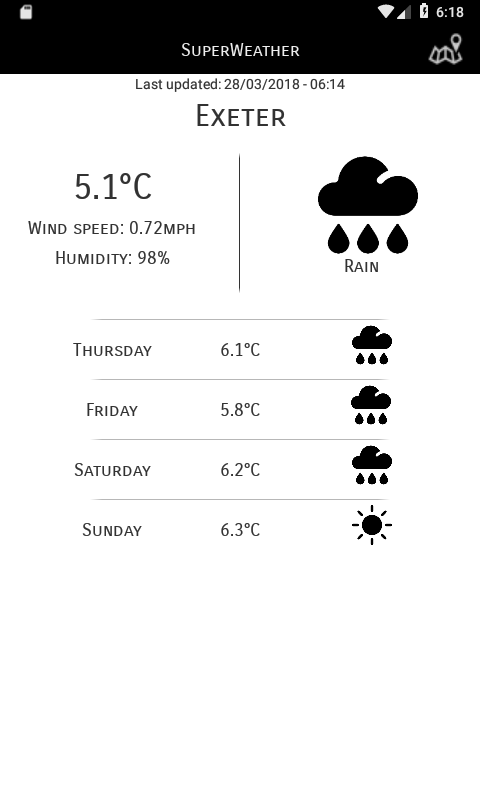 6:18
SuperWeather
Last updated: 28/03/2018 - 06:14
Exeter
5.1°C
Wind speed: 0.72mph
Humidity: 98%
Rain
Thursday 6.1°C
Friday 5.8°C
Saturday 6.2°C
Sunday 6.3°C